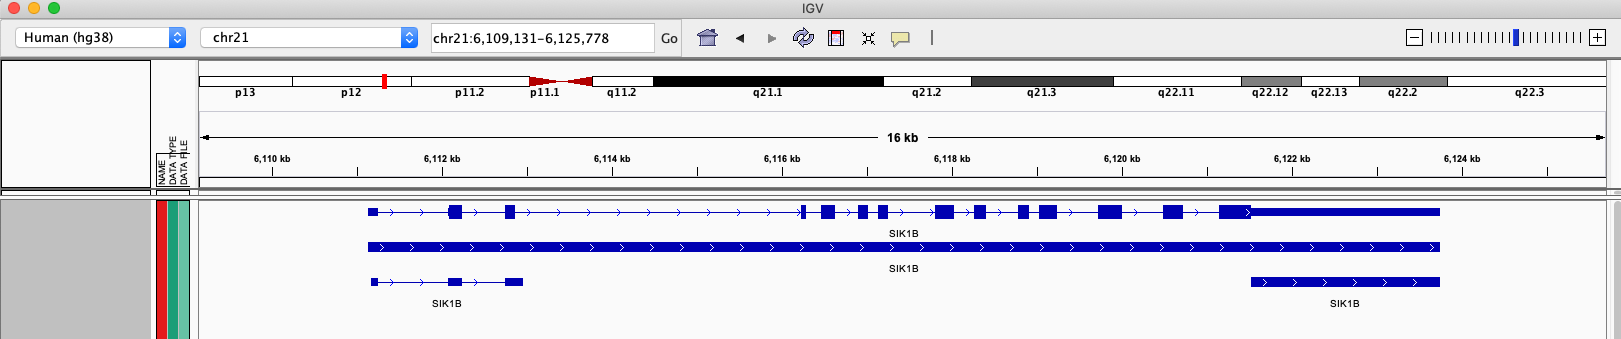 IGV
Human (hg38) chr21 chr21:6,109,131-6,125,778 Go
p13 p12 p11.2 p11.1 q11.2 q21.1 q21.2 q21.3 q22.11 q22.12 q22.13 q22.2 q22.3
16 kb
NAME
DATA TYPE
DATA FILE
6,110 kb 6,112 kb 6,114 kb 6,116 kb 6,118 kb 6,120 kb 6,122 kb 6,124 kb
SIK1B
SIK1B
SIK1B SIK1B